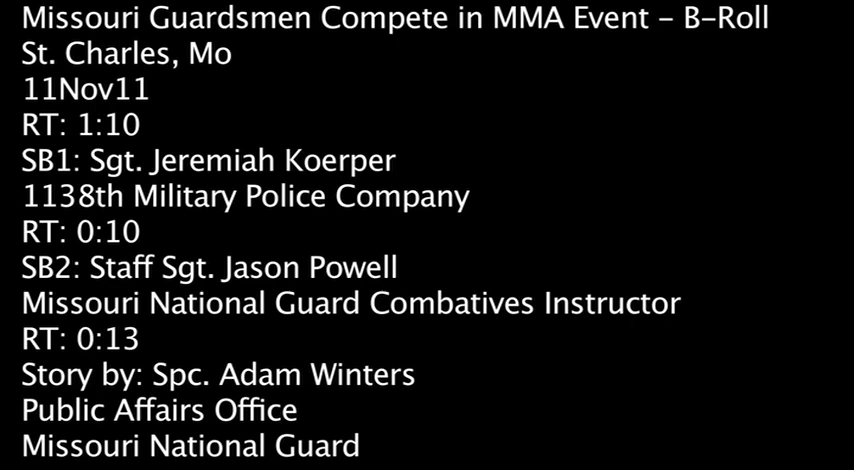 Missouri Guardsmen Compete in MMA Event - B-Roll
St. Charles, Mo
11Nov11
RT: 1:10
SB1: Sgt. Jeremiah Koerper
1138th Military Police Company
RT: 0:10
SB2: Staff Sgt. Jason Powell
Missouri National Guard Combatives Instructor
RT: 0:13
Story by: Spc. Adam Winters
Public Affairs Office
Missouri National Guard